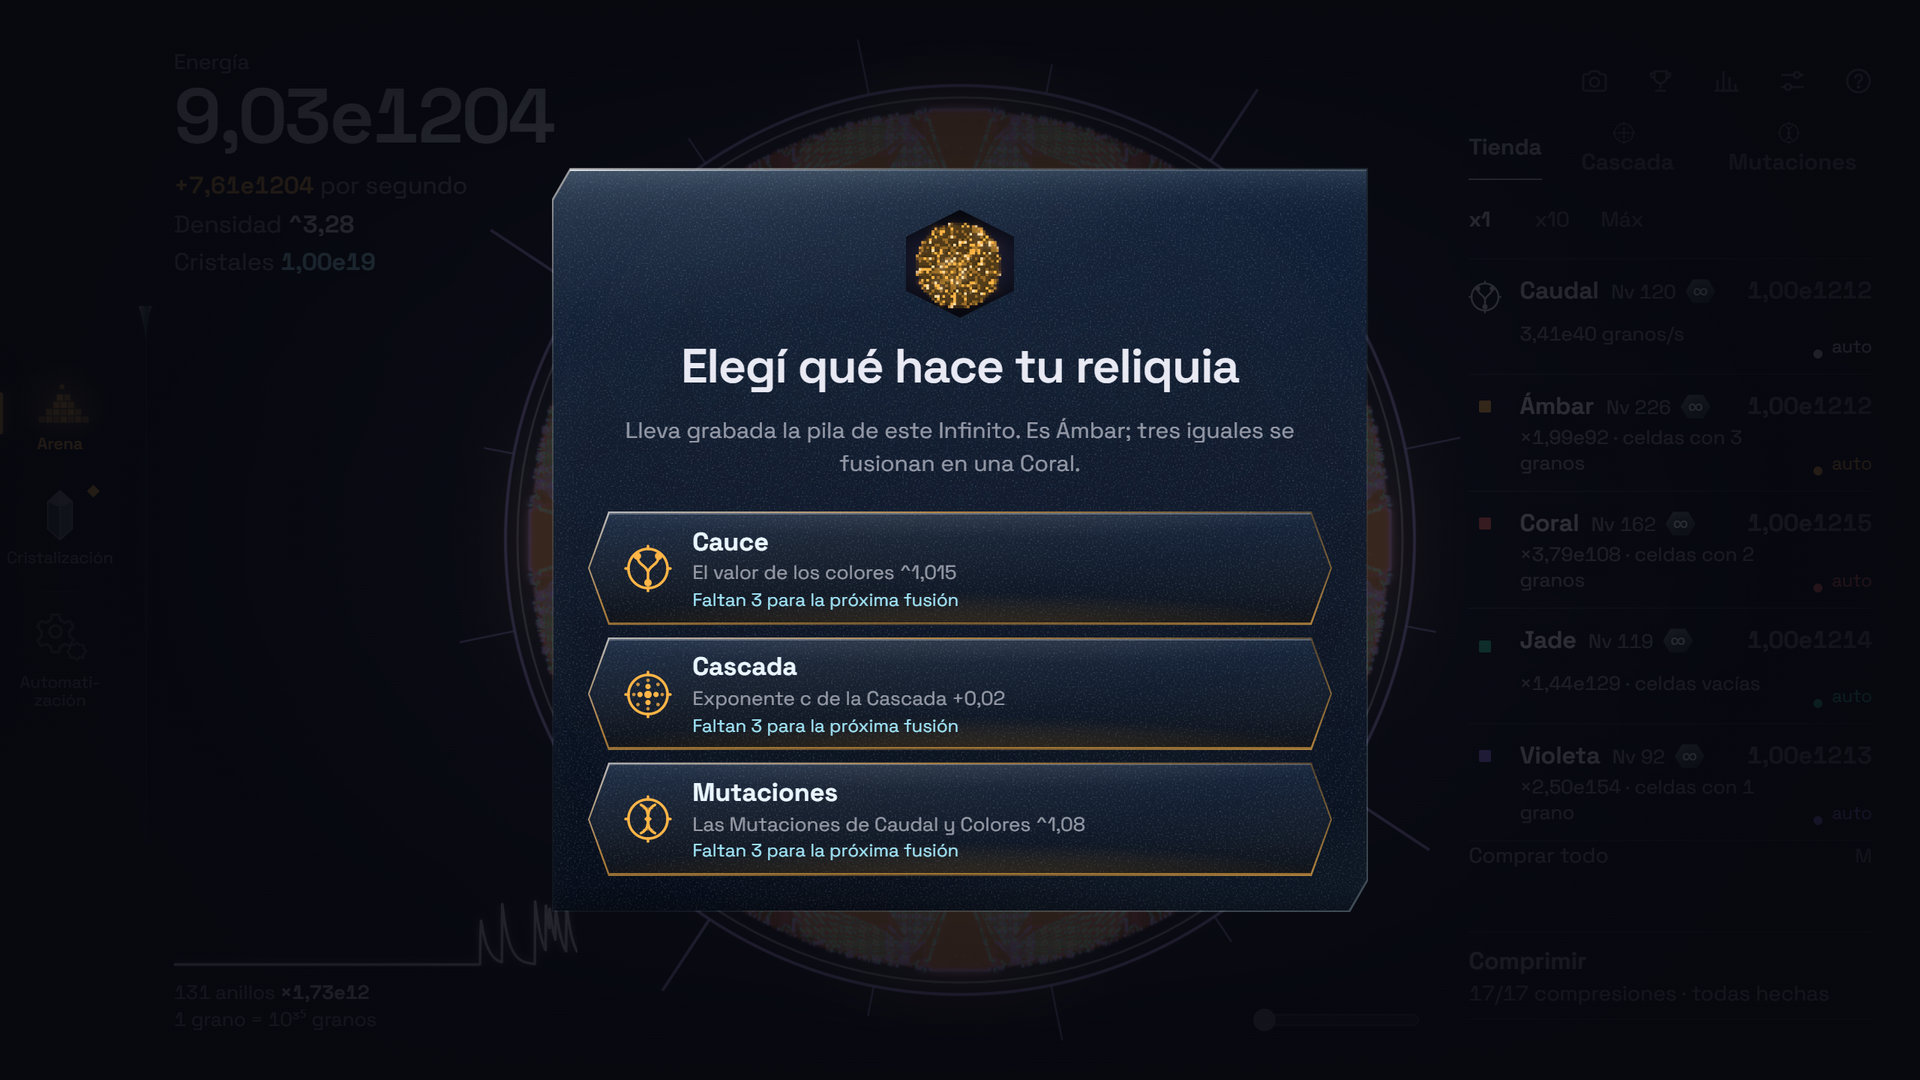 Energía
9,03e1204
+7,61e1204 por segundo
Densidad ^3,28
Cristales 1,00e19
Arena
Cristalización
Automati-
zación
131 anillos ×1,73e12
1 grano = 10³⁵ granos
Elegí qué hace tu reliquia
Lleva grabada la pila de este Infinito. Es Ámbar; tres iguales se
fusionan en una Coral.
Cauce
El valor de los colores ^1,015
Faltan 3 para la próxima fusión
Cascada
Exponente c de la Cascada +0,02
Faltan 3 para la próxima fusión
Mutaciones
Las Mutaciones de Caudal y Colores ^1,08
Faltan 3 para la próxima fusión
Tienda
Cascada
Mutaciones
x1 x10 Máx
Caudal Nv 120 ∞ 1,00e1212
3,41e40 granos/s
auto
Ámbar Nv 226 ∞ 1,00e1212
×1,99e92 · celdas con 3
granos
auto
Coral Nv 162 ∞ 1,00e1215
×3,79e108 · celdas con 2
granos
auto
Jade Nv 119 ∞ 1,00e1214
×1,44e129 · celdas vacías
auto
Violeta Nv 92 ∞ 1,00e1213
×2,50e154 · celdas con 1
grano
auto
Comprar todo M
Comprimir
17/17 compresiones · todas hechas